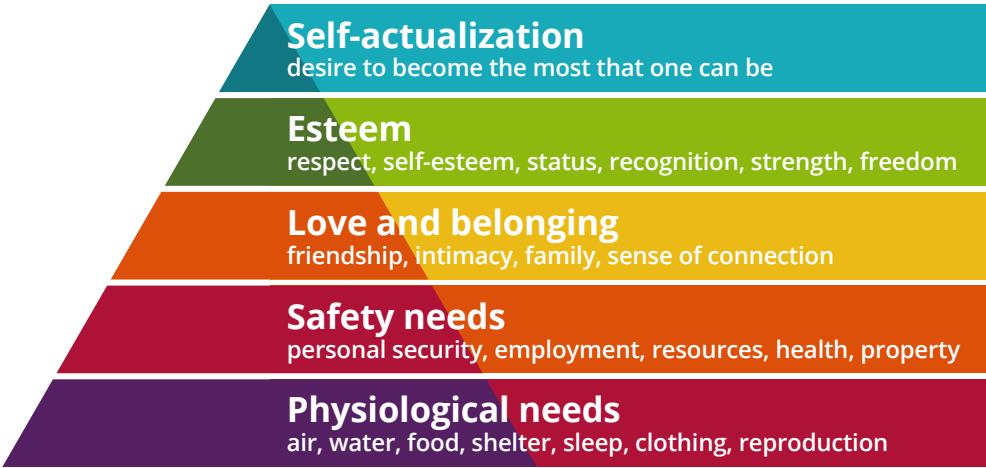 Self-actualization
desire to become the most that one can be
Esteem
respect, self-esteem, status, recognition, strength, freedom
Love and belonging
friendship, intimacy, family, sense of connection
Safety needs
personal security, employment, resources, health, property
Physiological needs
air, water, food, shelter, sleep, clothing, reproduction